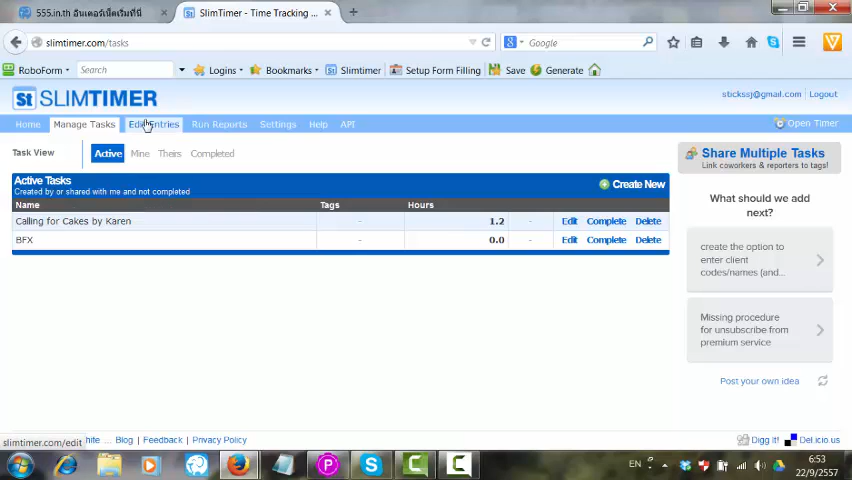 555.in.th อินเตอร์เน็ตเริ่มที่นี่
SlimTimer - Time Tracking ...
slimtimer.com/tasks
Google
RoboForm
Search
Logins
Bookmarks
Slimtimer
Setup Form Filling
Save
Generate
St SLIMTIMER
stickssj@gmail.com
Logout
Home
Manage Tasks
Edit Entries
Run Reports
Settings
Help
API
Open Timer
Task View
Active
Mine
Theirs
Completed
Share Multiple Tasks
Link coworkers & reporters to tags!
Active Tasks
Created by or shared with me and not completed
Create New
Name Tags Hours
Calling for Cakes by Karen - 1.2 - Edit Complete Delete
BFX - 0.0 - Edit Complete Delete
What should we add
next?
create the option to
enter client
codes/names (and...
Missing procedure
for unsubscribe from
premium service
Post your own idea
slimtimer.com/edit
hite ... Blog | Feedback | Privacy Policy
Digg It!
Del.icio.us
EN
6:53
22/9/2557